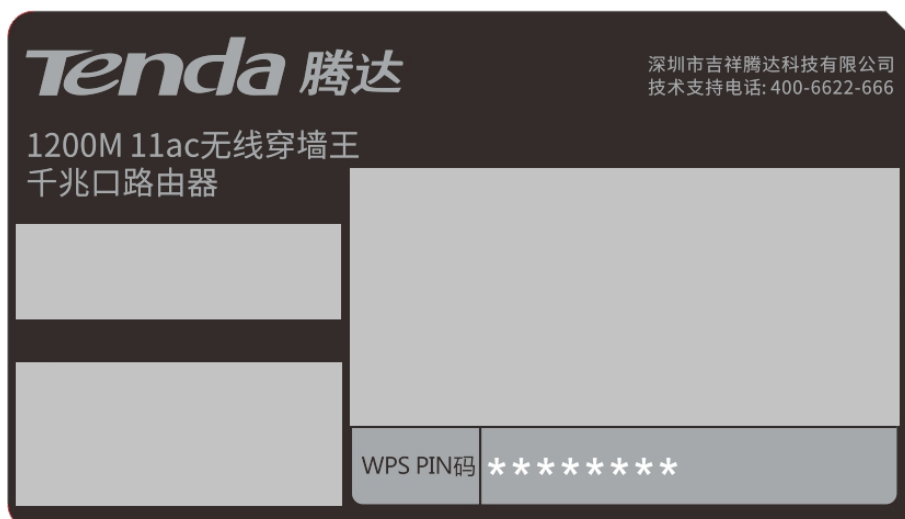 Tenda 腾达
深圳市吉祥腾达科技有限公司
技术支持电话: 400-6622-666
1200M 11ac无线穿墙王
千兆口路由器
WPS PIN码 ********